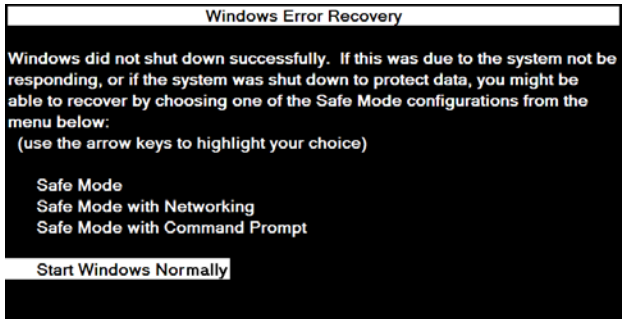 Windows Error Recovery
Windows did not shut down successfully. If this was due to the system not be
responding, or if the system was shut down to protect data, you might be
able to recover by choosing one of the Safe Mode configurations from the
menu below:
(use the arrow keys to highlight your choice)
Safe Mode
Safe Mode with Networking
Safe Mode with Command Prompt
Start Windows Normally